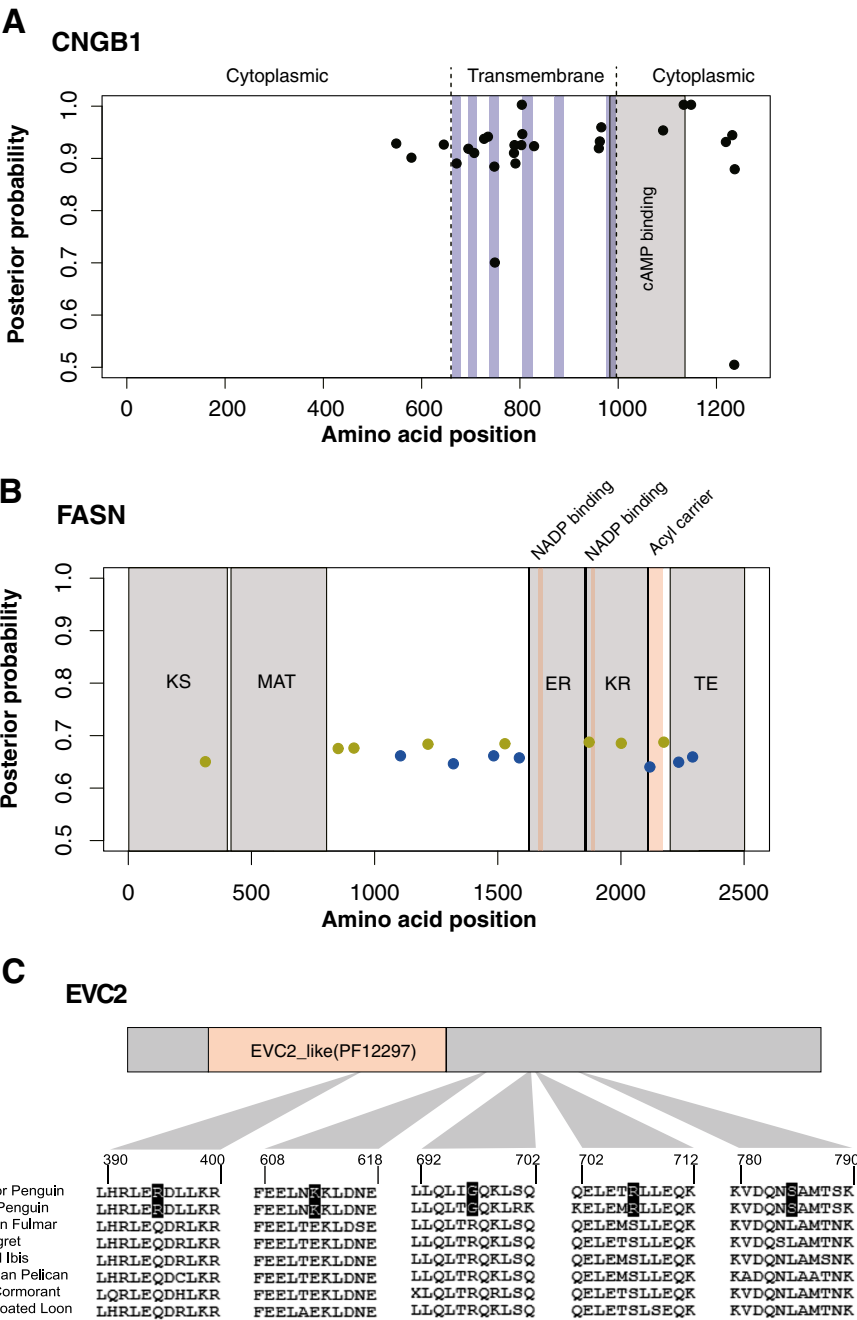 A
CNGB1
Cytoplasmic Transmembrane Cytoplasmic
Posterior probability
1.0
0.9
0.8
0.7
0.6
0.5
cAMP binding
0 200 400 600 800 1000 1200
Amino acid position
B
FASN
NADP binding NADP binding Acyl carrier
Posterior probability
1.0
0.9
0.8
0.7
0.6
0.5
KS MAT ER KR TE
0 500 1000 1500 2000 2500
Amino acid position
C
EVC2
EVC2_like(PF12297)
390 400 608 618 692 702 702 712 780 790
or Penguin LHRLERDLLKR FEELNKKLDNE LLQLIGQKLSQ QELETRLLEQK KVDQNSAMTSK
Penguin LHRLERDLLKR FEELNKKLDNE LLQLTGQKLRK KELEMRLLEQK KVDQNSAMTSK
n Fulmar LHRLEQDRLKR FEELTEKLDSE LLQLTRQKLSQ QELEMSLLEQK KVDQNLAMTNK
gret LHRLEQDRLKR FEELTEKLDNE LLQLTRQKLSQ QELETSLLEQK KVDQSLAMTNK
l Ibis LHRLEQDRLKR FEELTEKLDNE LLQLTRQKLSQ QELEMSLLEQK KVDQNLAMSNK
an Pelican LHRLEQDCLKR FEELTEKLDNE LLQLTRQKLSQ QELEMSLLEQK KADQNLAATNK
Cormorant LQRLEQDHLKR FEELTEKLDNE XLQLTRQRLSQ QELETSLLEQK KVDQNLAMTNK
oated Loon LHRLEQDRLKR FEELAEKLDNE LLQLTRQKLSQ QELETSLSEQK KVDQNLAMTNK